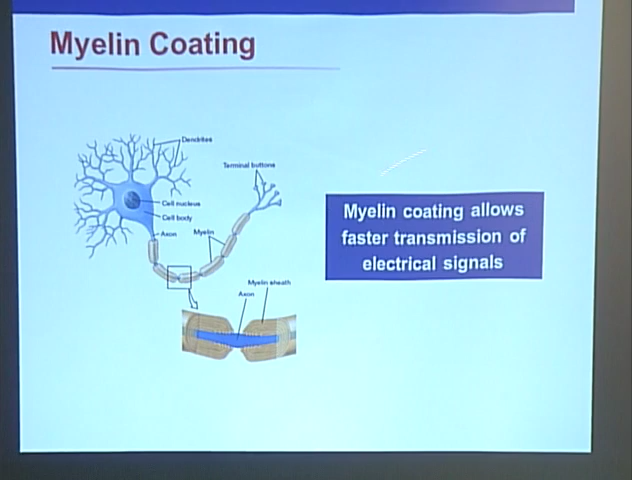 Myelin Coating
Dendrites
Terminal buttons
Cell nucleus
Cell body
Axon
Myelin
Myelin sheath
Axon
Myelin coating allows
faster transmission of
electrical signals